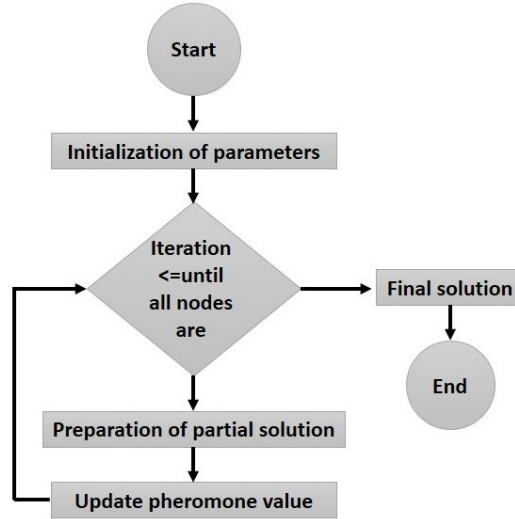 Start
Initialization of parameters
Iteration
<=until
all nodes
are
Final solution
End
Preparation of partial solution
Update pheromone value